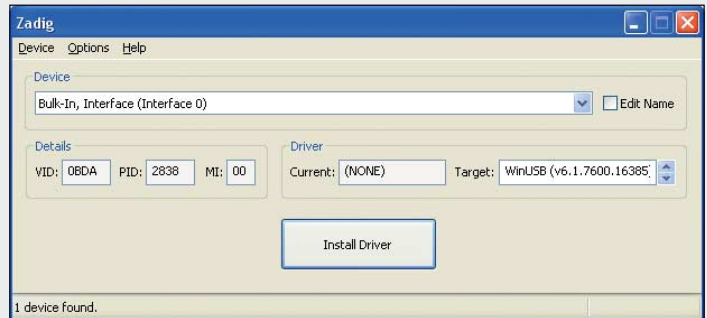 Zadig
Device Options Help
Device
Bulk-In, Interface (Interface 0) Edit Name
Details Driver
VID: 0BDA PID: 2838 MI: 00 Current: (NONE) Target: WinUSB (v6.1.7600.16385)
Install Driver
1 device found.